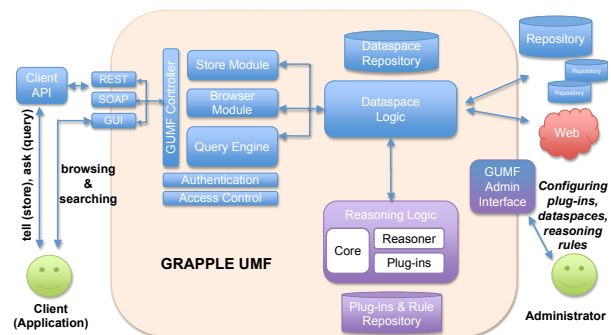 Client
API
tell (store), ask (query)
browsing
&
searching
Client
(Application)
REST
SOAP
GUI
GUMF Controller
Store Module
Browser
Module
Query Engine
Authentication
Access Control
GRAPPLE UMF
Dataspace
Repository
Dataspace
Logic
Reasoning Logic
Core
Reasoner
Plug-ins
Plug-ins & Rule
Repository
Repository
Repository
Repository
Web
GUMF
Admin
Interface
Configuring
plug-ins,
dataspaces,
reasoning
rules
Administrator